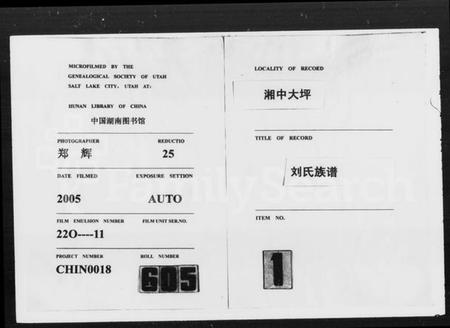 MICROFILMED BY THE
GENEALOGICAL SOCIETY OF UTAH
SALT LAKE CITY, UTAH AT:
HUNAN LIBRARY OF CHINA
中国湖南图书馆
PHOTOGRAPHER REDUCTIO
郑 辉 25
DATE FILMED EXPOSURE SETTION
2005 AUTO
FILM EMULSION NUMBER FILM UNIT SER.NO.
22O----11
PROJECT NUMBER ROLL NUMBER
CHIN0018 605
LOCALITY OF RECORD
湘中大坪
TITLE OF RECORD
刘氏族谱
ITEM NO.
1
FamilySearch